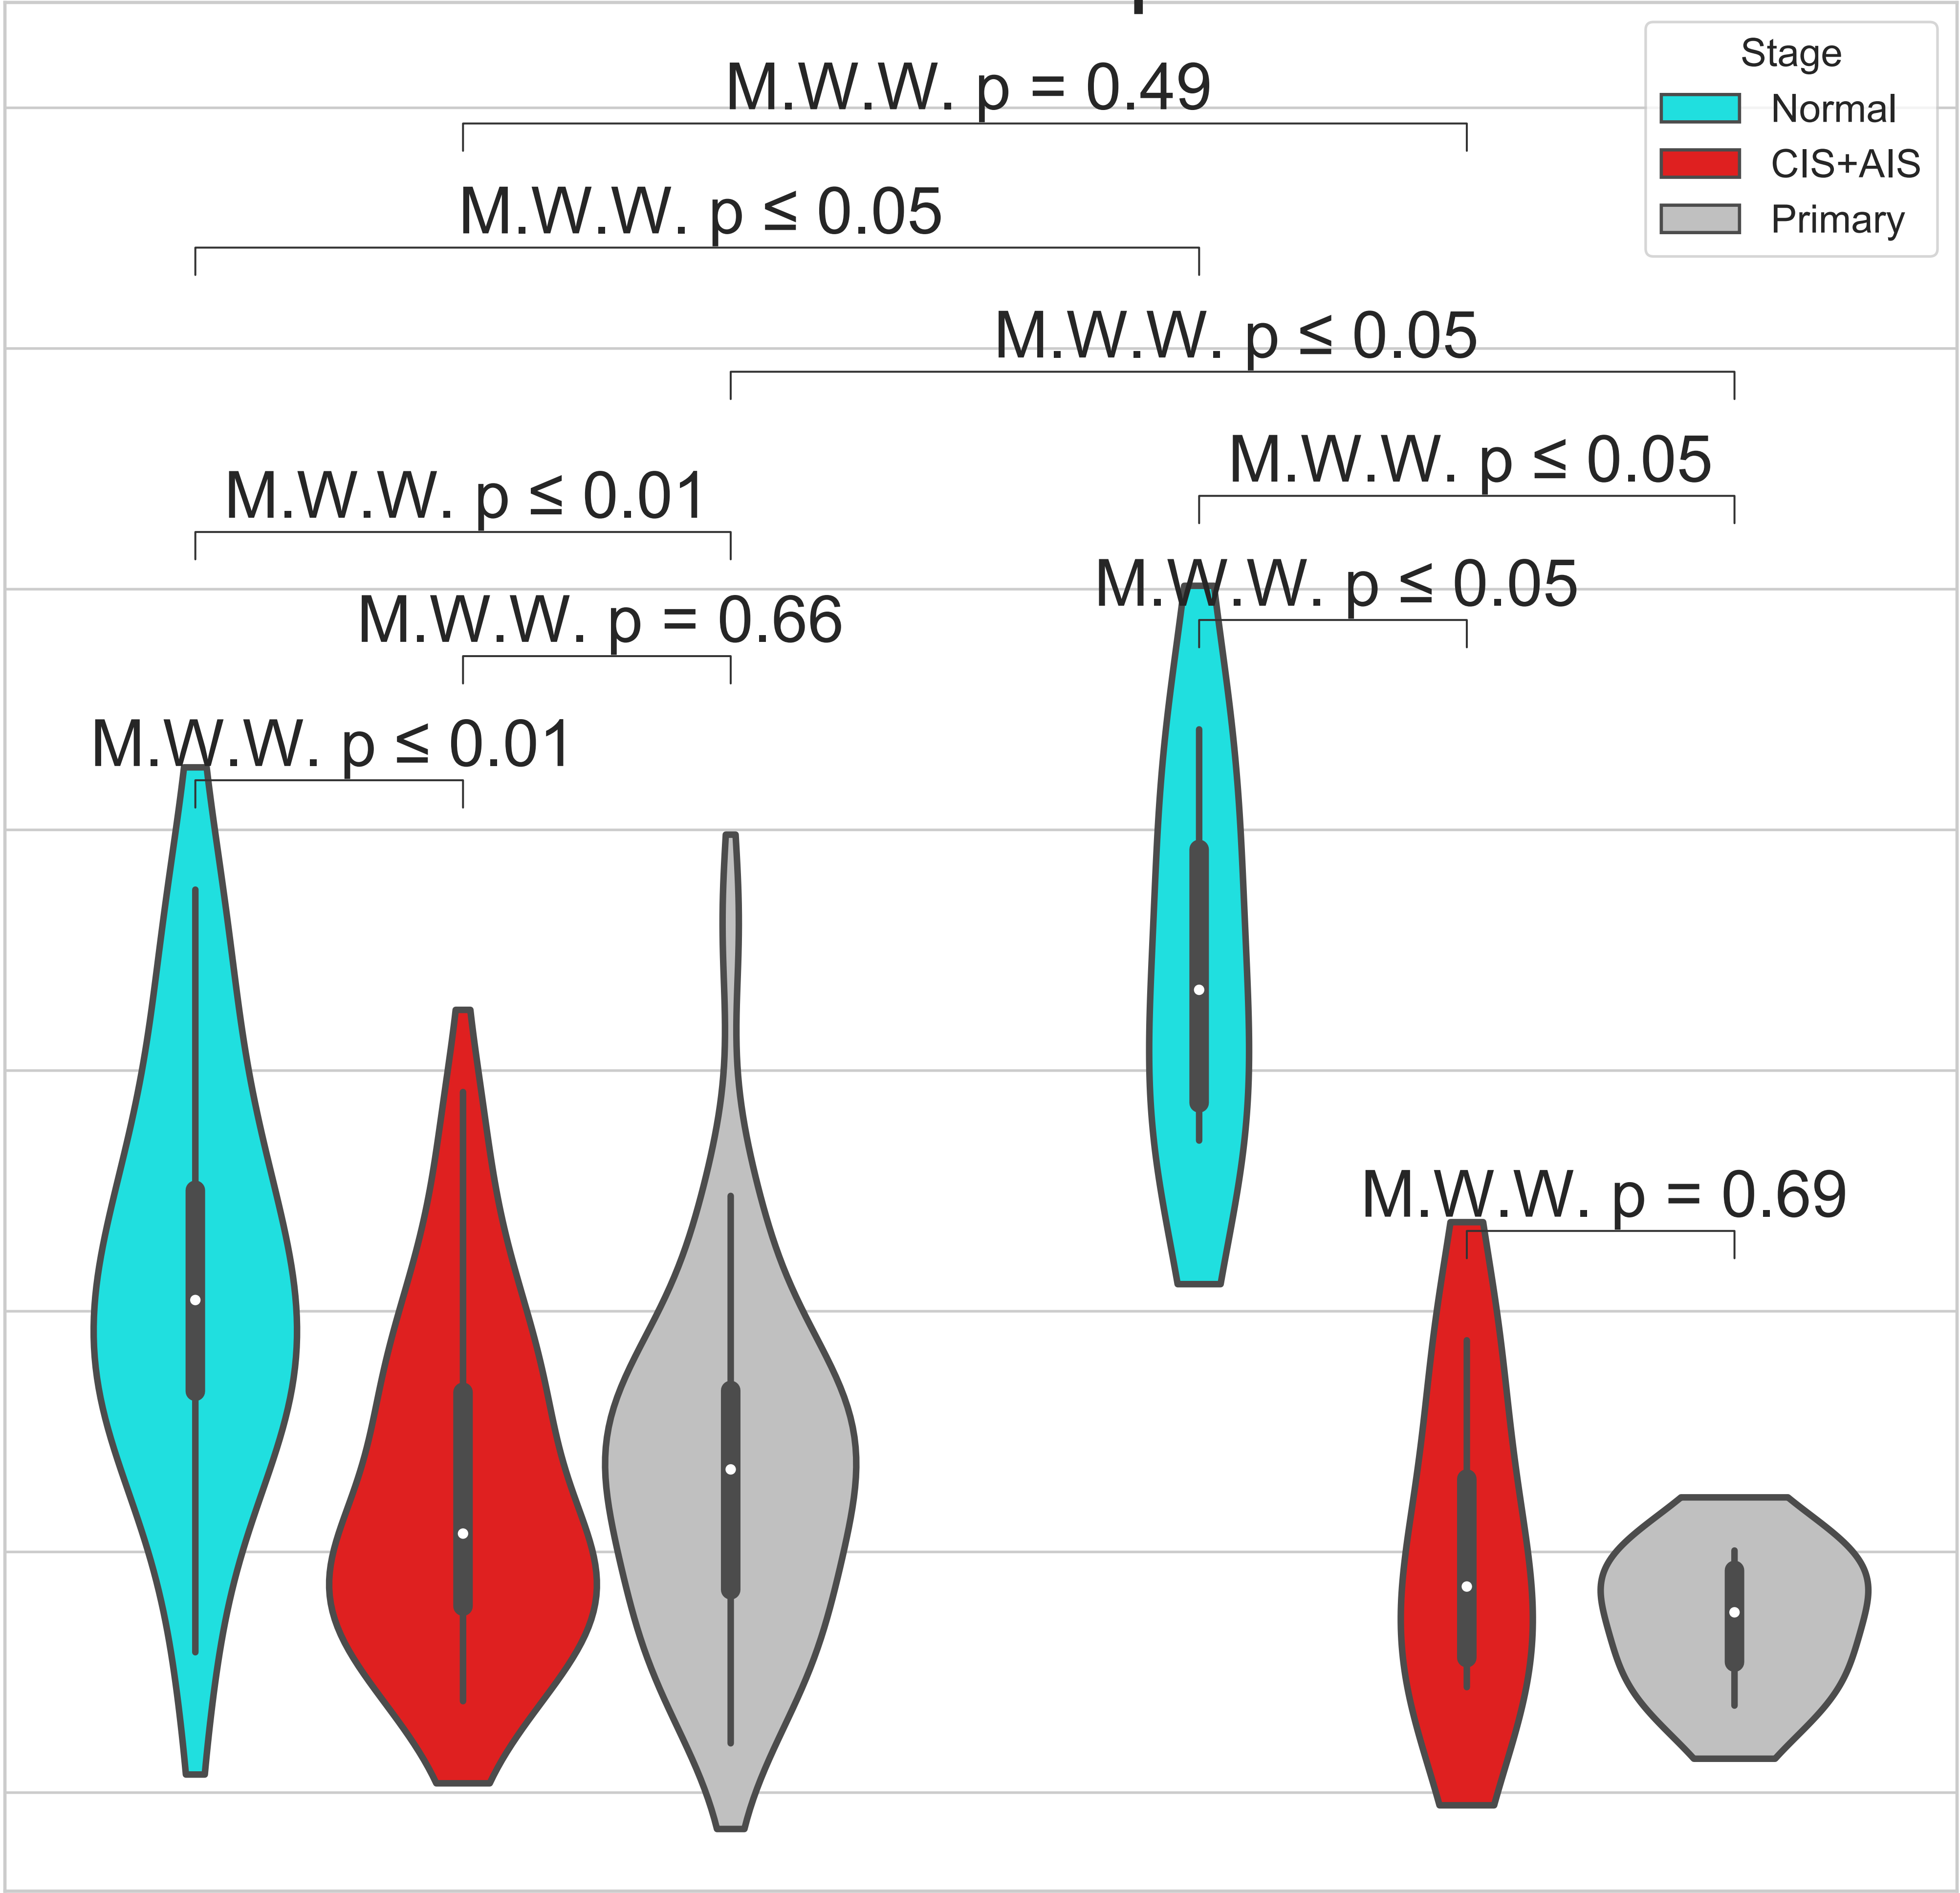 M.W.W. p = 0.49
Stage
Normal
CIS+AIS
Primary
M.W.W. p ≤ 0.05
M.W.W. p ≤ 0.05
M.W.W. p ≤ 0.05
M.W.W. p ≤ 0.01
M.W.W. p ≤ 0.05
M.W.W. p = 0.66
M.W.W. p ≤ 0.01
M.W.W. p = 0.69